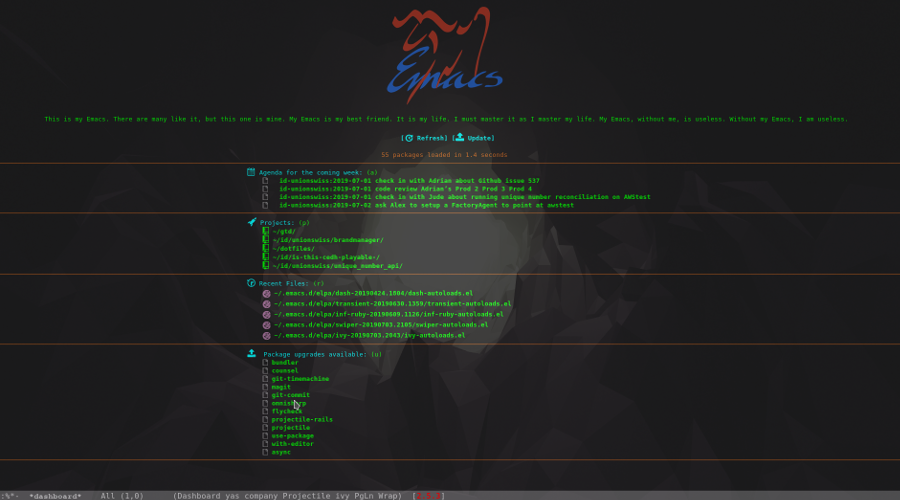 Emacs
This is my Emacs. There are many like it, but this one is mine. My Emacs is my best friend. It is my life. I must master it as I master my life. My Emacs, without me, is useless. Without my Emacs, I am useless.
[Refresh] [Update]
55 packages loaded in 1.4 seconds
Agenda for the coming week: (a)
id-unionswiss:2019-07-01 check in with Adrian about Github issue 537
id-unionswiss:2019-07-01 code review Adrian's Prod 2 Prod 3 Prod 4
id-unionswiss:2019-07-01 check in with Jude about running unique number reconciliation on AWStest
id-unionswiss:2019-07-02 ask Alex to setup a FactoryAgent to point at awstest
Projects: (p)
~/gtd/
~/id/unionswiss/brandmanager/
~/dotfiles/
~/id/is-this-cedh-playable-/
~/id/unionswiss/unique_number_api/
Recent Files: (r)
~/.emacs.d/elpa/dash-20190424.1804/dash-autoloads.el
~/.emacs.d/elpa/transient-20190630.1359/transient-autoloads.el
~/.emacs.d/elpa/inf-ruby-20190609.1126/inf-ruby-autoloads.el
~/.emacs.d/elpa/swiper-20190703.2105/swiper-autoloads.el
~/.emacs.d/elpa/ivy-20190703.2043/ivy-autoloads.el
Package upgrades available: (u)
bundler
counsel
git-timemachine
magit
git-commit
omnisharp
flycheck
projectile-rails
projectile
use-package
with-editor
async
:%*- *dashboard* All (1,0) (Dashboard yas company Projectile ivy PgLn Wrap) [